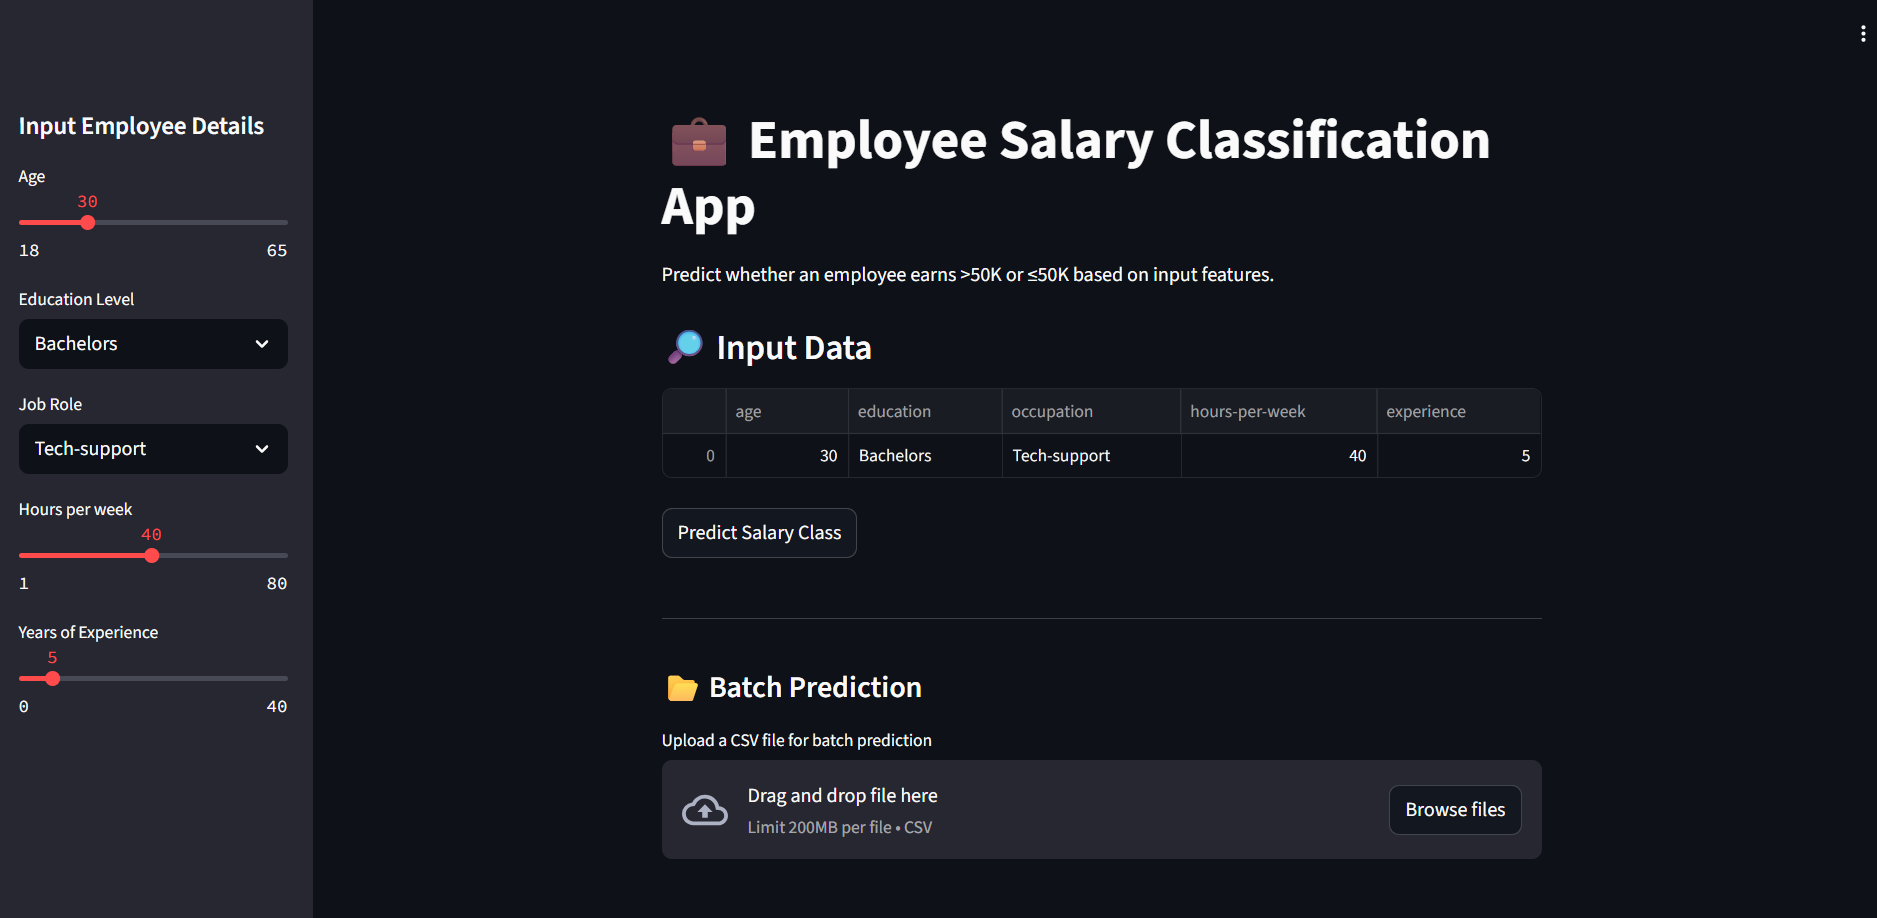 Input Employee Details
Age
30
18 65
Education Level
Bachelors
Job Role
Tech-support
Hours per week
40
1 80
Years of Experience
5
0 40
Employee Salary Classification
App
Predict whether an employee earns >50K or ≤50K based on input features.
Input Data
age education occupation hours-per-week experience
0 30 Bachelors Tech-support 40 5
Predict Salary Class
Batch Prediction
Upload a CSV file for batch prediction
Drag and drop file here
Limit 200MB per file • CSV
Browse files